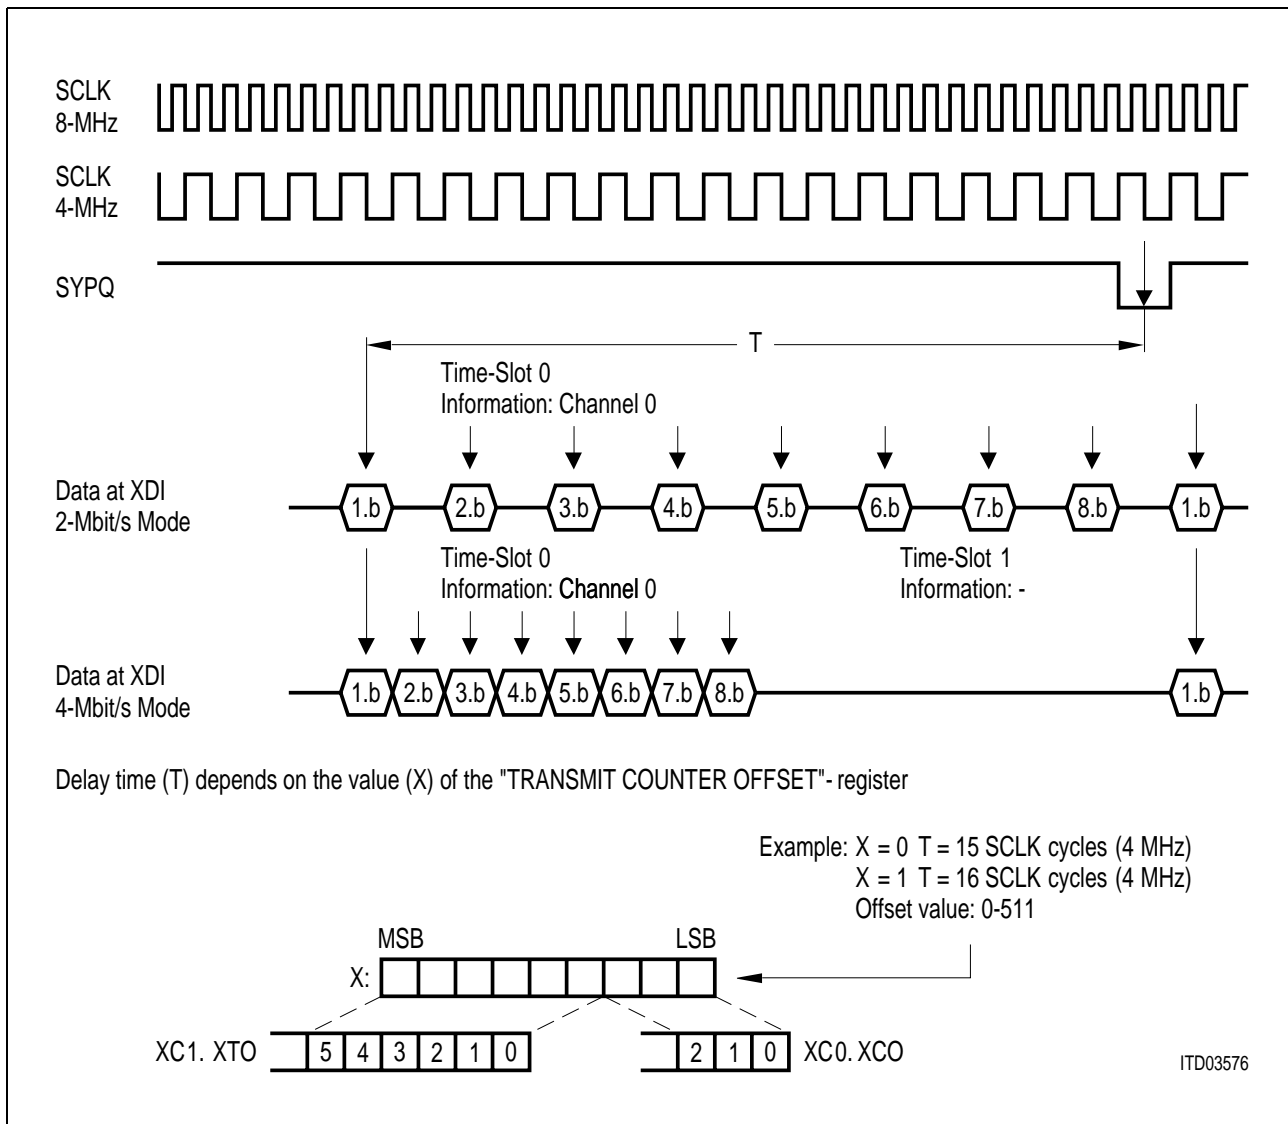 SCLK
8-MHz
SCLK
4-MHz
SYPQ
T
Time-Slot 0
Information: Channel 0
Data at XDI
2-Mbit/s Mode
1.b 2.b 3.b 4.b 5.b 6.b 7.b 8.b 1.b
Time-Slot 0
Information: Channel 0
Time-Slot 1
Information: -
Data at XDI
4-Mbit/s Mode
1.b 2.b 3.b 4.b 5.b 6.b 7.b 8.b 1.b
Delay time (T) depends on the value (X) of the "TRANSMIT COUNTER OFFSET"- register
Example: X = 0 T = 15 SCLK cycles (4 MHz)
X = 1 T = 16 SCLK cycles (4 MHz)
Offset value: 0-511
MSB LSB
X:
XC1. XTO 5 4 3 2 1 0 2 1 0 XC0. XCO
ITD03576